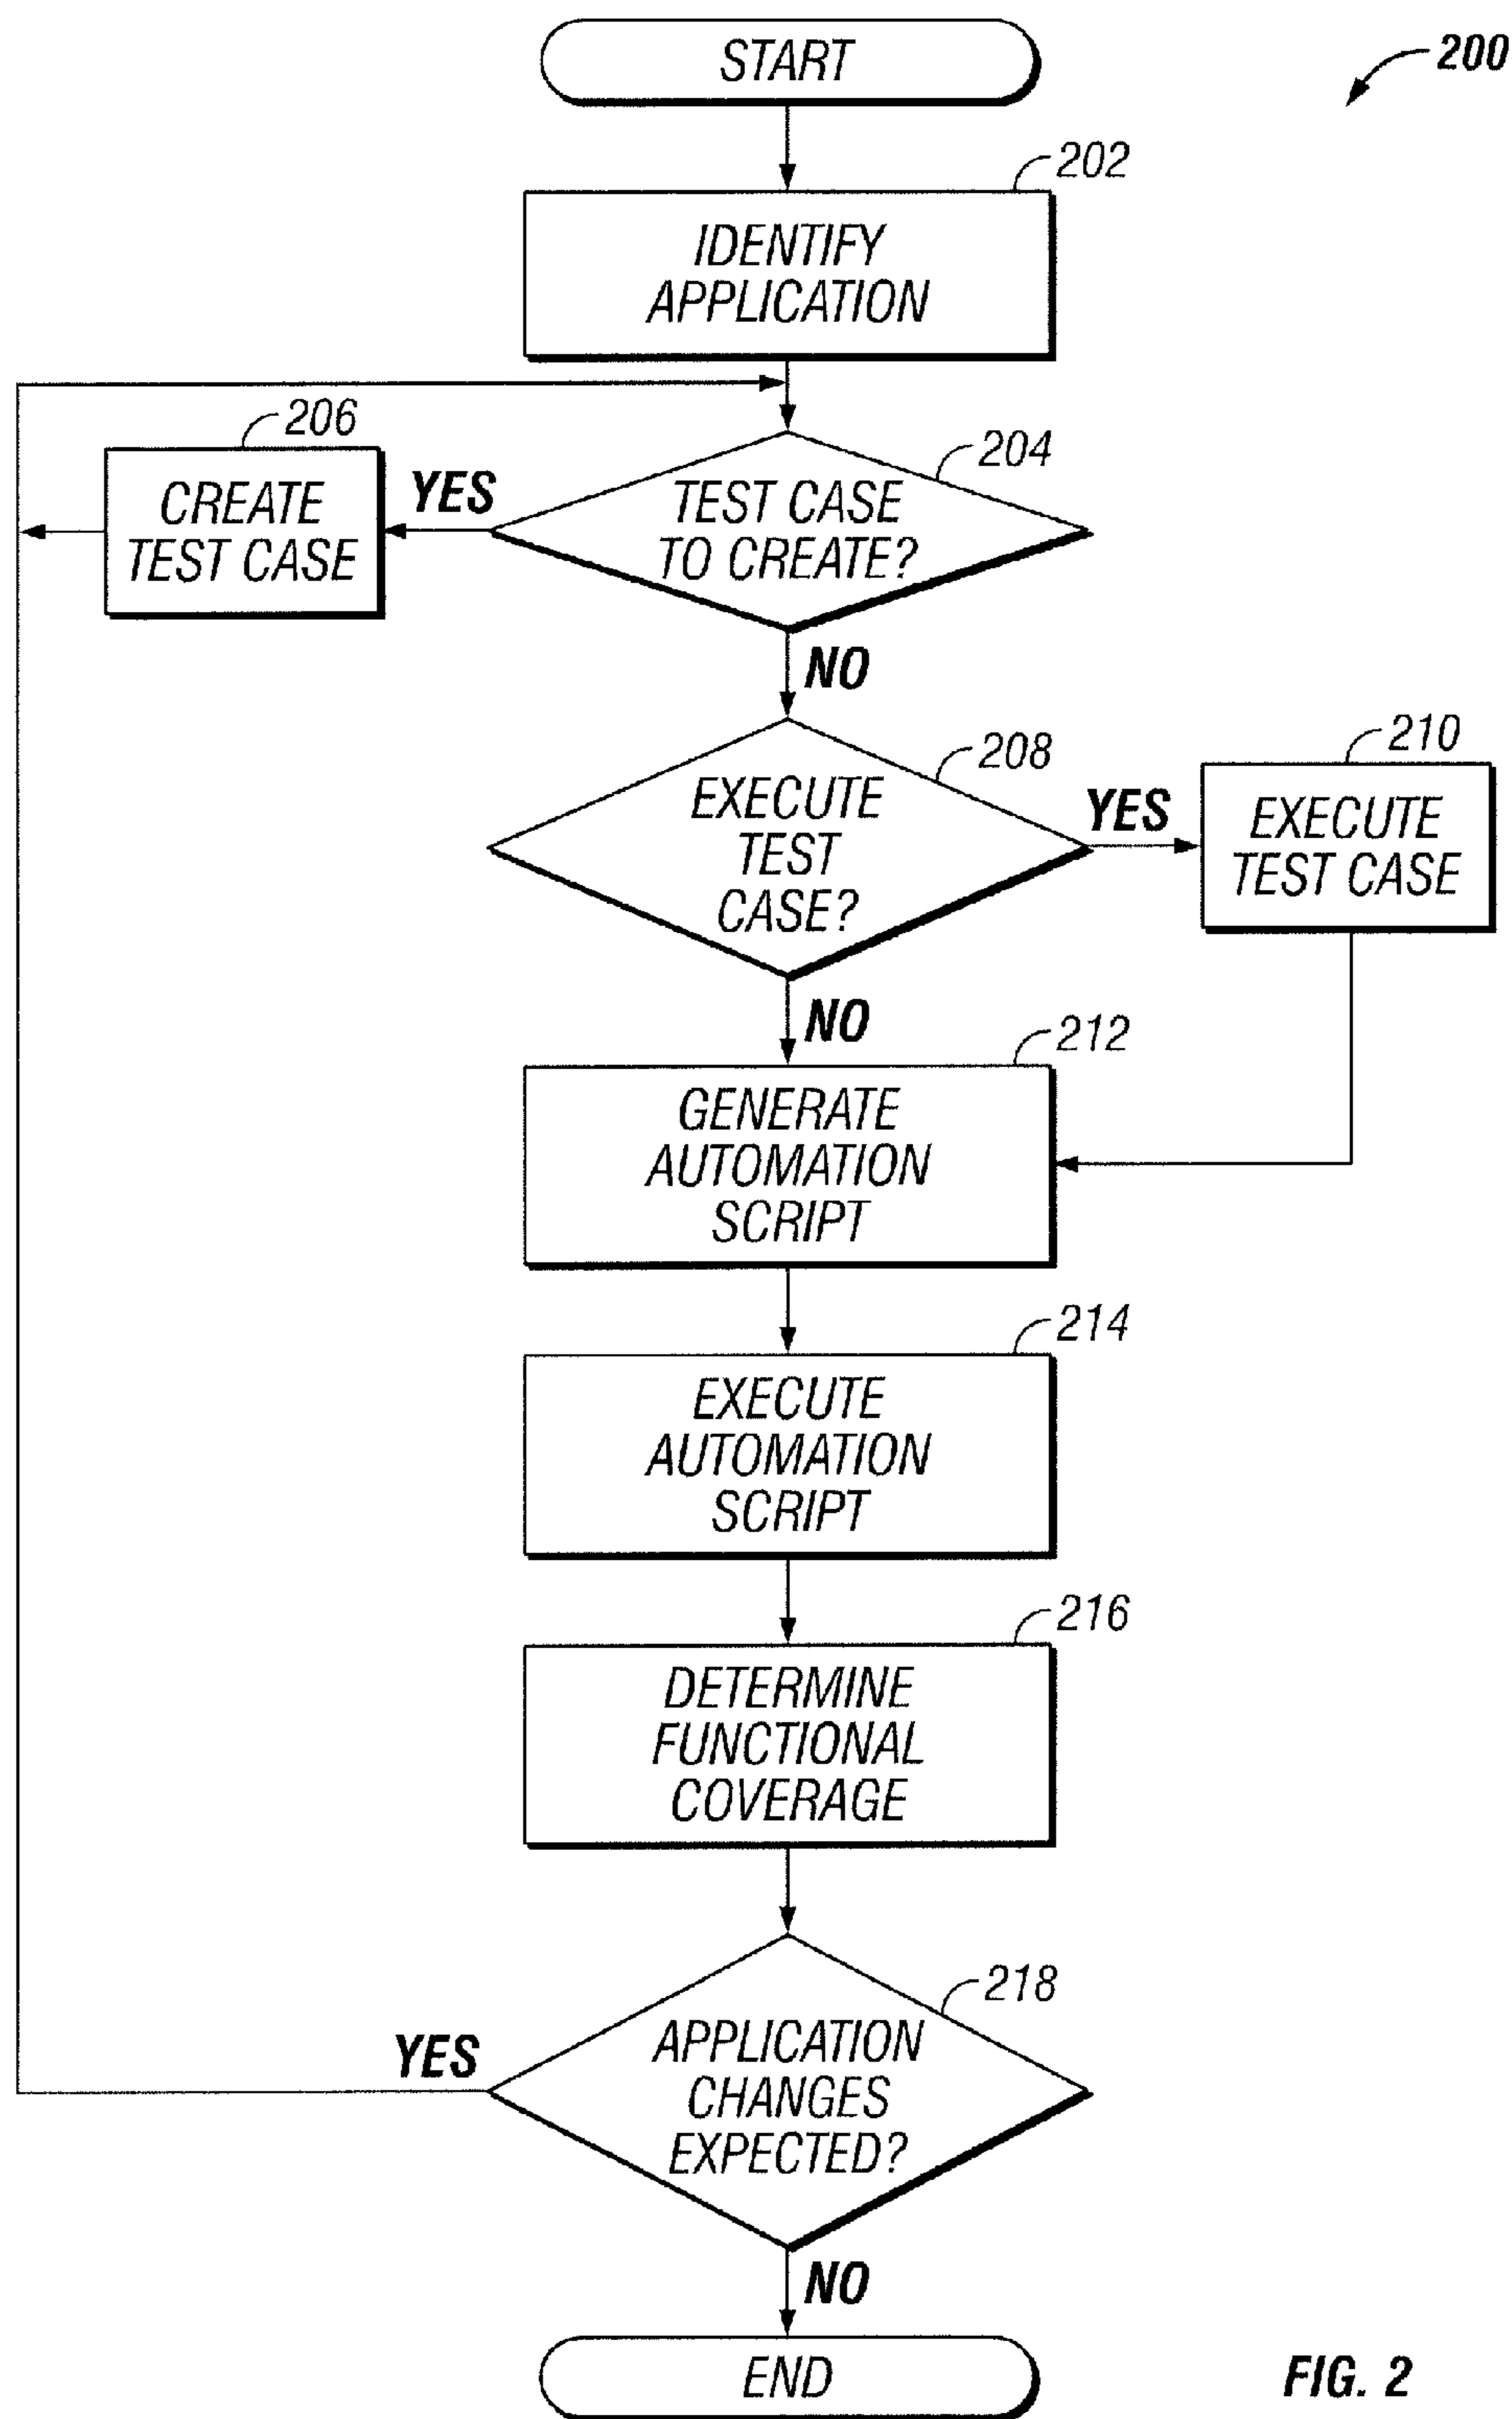 START
200
202
IDENTIFY
APPLICATION
206
204
CREATE
TEST CASE
YES
TEST CASE
TO CREATE?
NO
208
210
EXECUTE
TEST
CASE?
YES
EXECUTE
TEST CASE
NO
212
GENERATE
AUTOMATION
SCRIPT
214
EXECUTE
AUTOMATION
SCRIPT
216
DETERMINE
FUNCTIONAL
COVERAGE
218
YES
APPLICATION
CHANGES
EXPECTED?
NO
END
FIG. 2